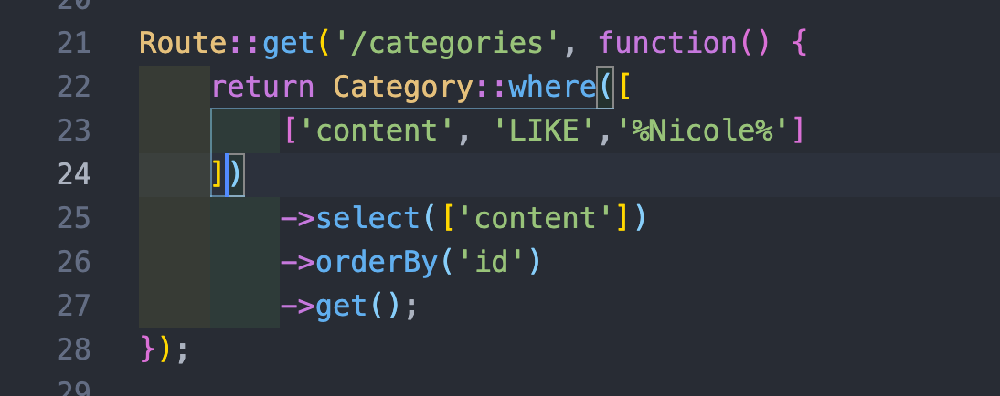 20
21 Route::get('/categories', function() {
22     return Category::where([
23         ['content', 'LIKE','%Nicole%']
24     ])
25         ->select(['content'])
26         ->orderBy('id')
27         ->get();
28 });
29